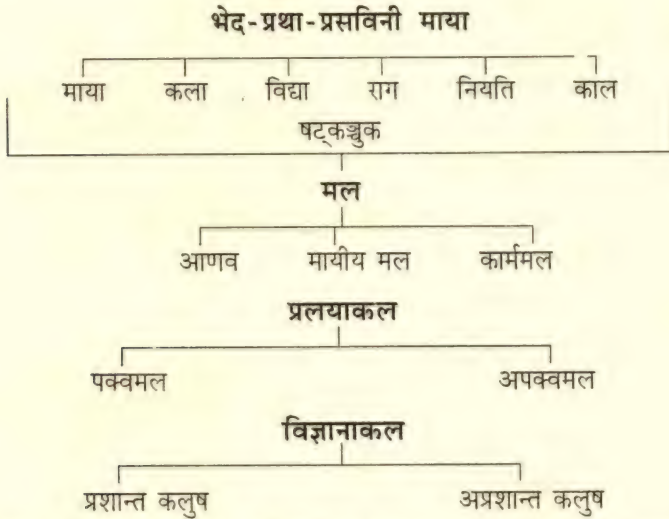 भेद-प्रथा-प्रसविनी माया
माया कला विद्या राग नियति काल
षट्कञ्चुक
मल
आणव मायीय मल कार्ममल
प्रलयाकल
पक्वमल अपक्वमल
विज्ञानाकल
प्रशान्त कलुष अप्रशान्त कलुष